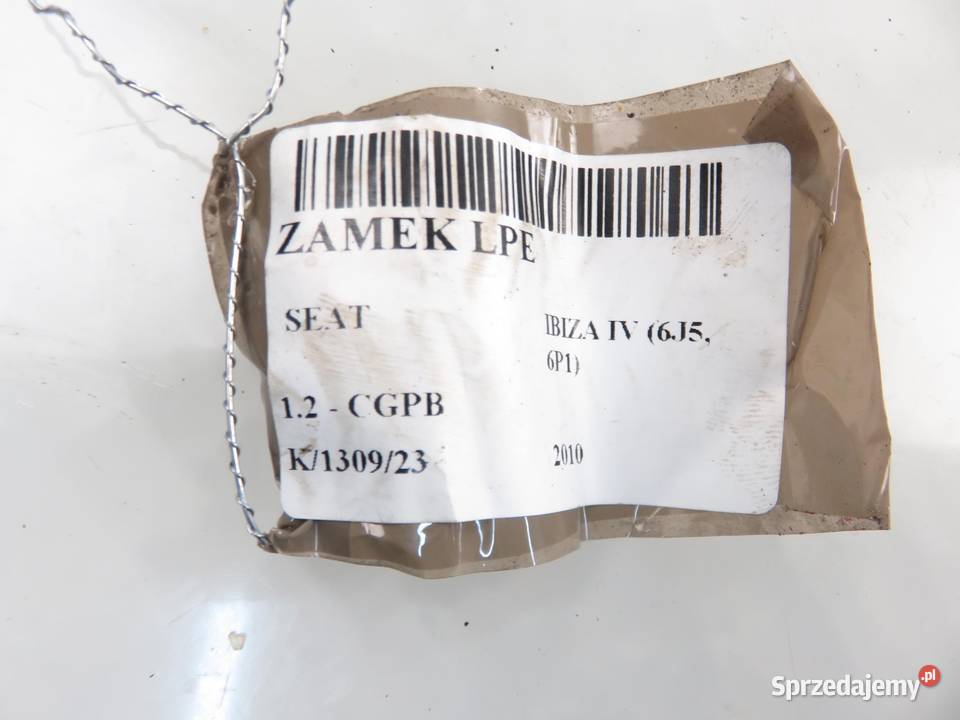 ZAMEK LPE
SEAT
IBIZA IV (6J5,
6P1)
1.2 - CGPB
K/1309/23
2010
Sprzedajemy.pl